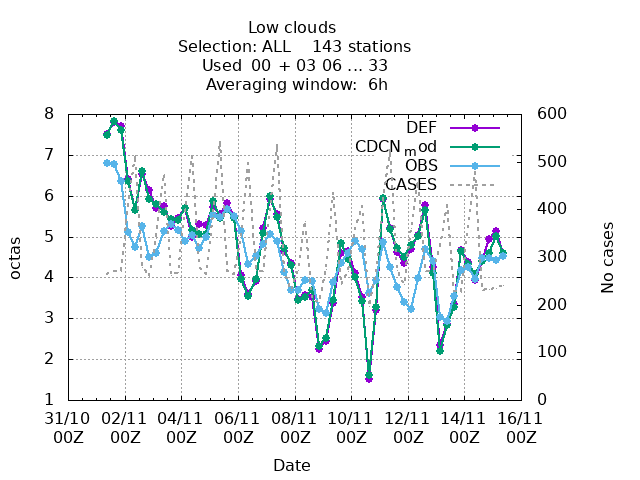 Low clouds
Selection: ALL    143 stations
Used  00 + 03 06 ... 33
Averaging window:  6h
8 600
7 500
6 400
5 300
4 200
3 100
2 0
1
octas
No cases
DEF
CDCN_mod
OBS
CASES
31/10 02/11 04/11 06/11 08/11 10/11 12/11 14/11 16/11
00Z 00Z 00Z 00Z 00Z 00Z 00Z 00Z 00Z
Date